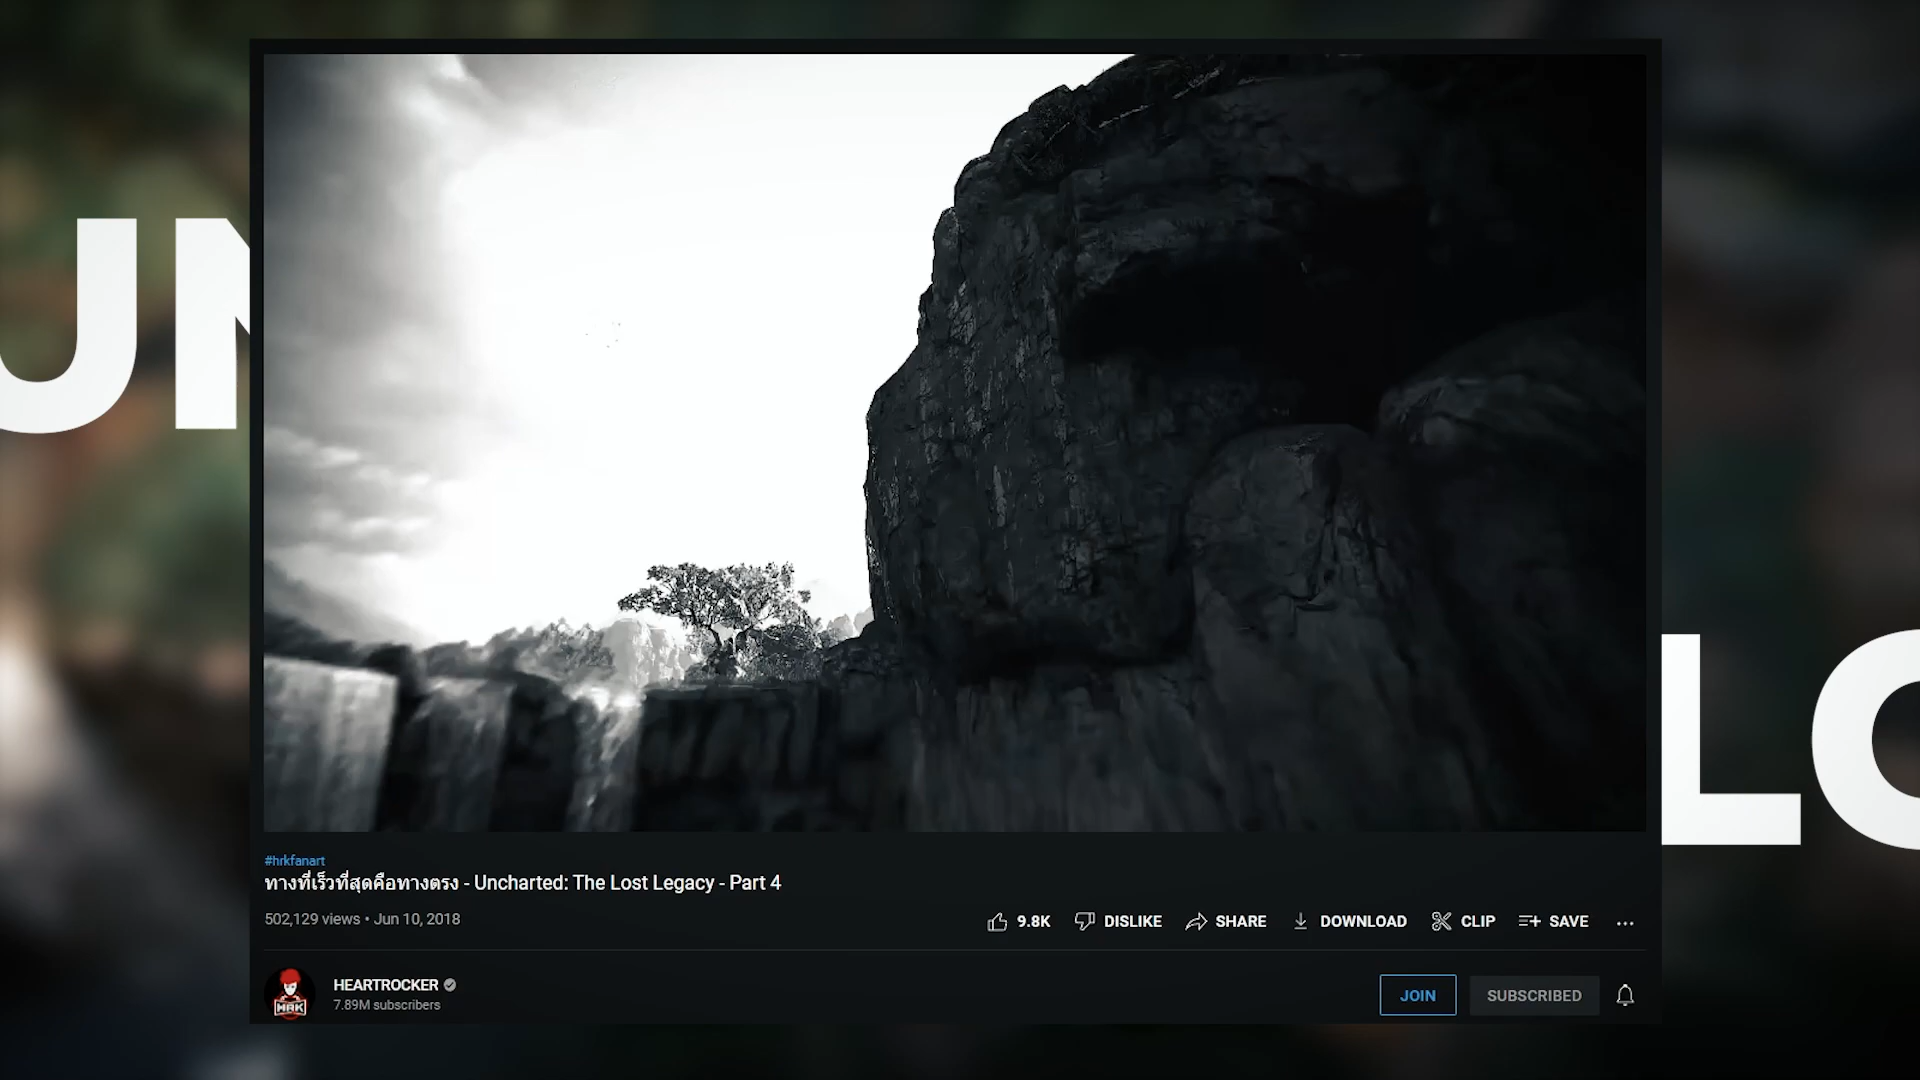 UN
LO
#hrkfanart
ทางที่เร็วที่สุดคือทางตรง - Uncharted: The Lost Legacy - Part 4
502,129 views • Jun 10, 2018
9.8K DISLIKE SHARE DOWNLOAD CLIP SAVE ...
HRK
HEARTROCKER
7.89M subscribers
JOIN SUBSCRIBED